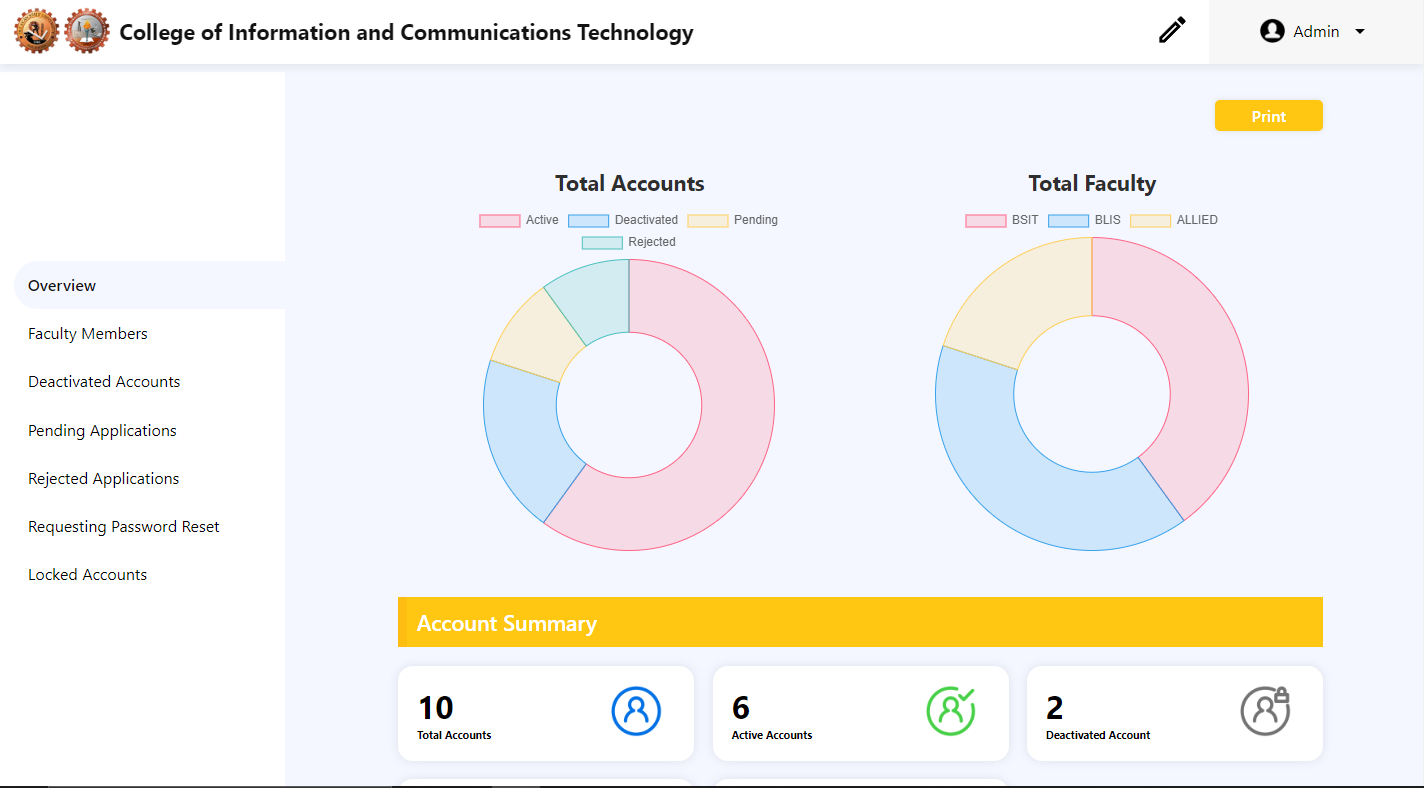 College of Information and Communications Technology
Admin
Print
Overview
Faculty Members
Deactivated Accounts
Pending Applications
Rejected Applications
Requesting Password Reset
Locked Accounts
Total Accounts
Active Deactivated Pending
Rejected
Total Faculty
BSIT BLIS ALLIED
Account Summary
10
Total Accounts
6
Active Accounts
2
Deactivated Account